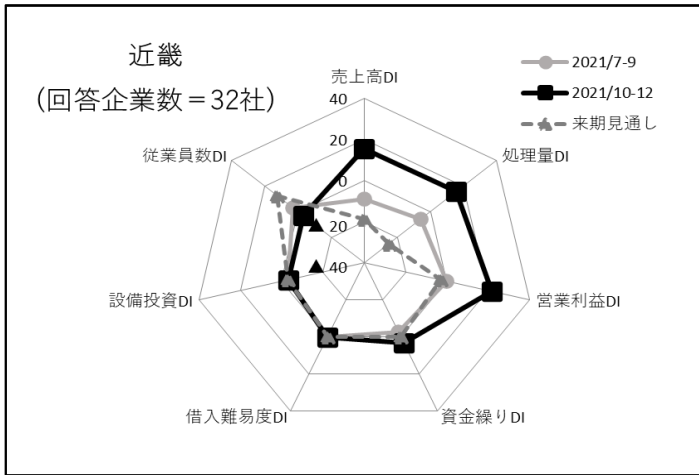 近畿
(回答企業数＝32社)
2021/7-9
2021/10-12
来期見通し
売上高DI
処理量DI
営業利益DI
資金繰りDI
借入難易度DI
設備投資DI
従業員数DI
40
20
0
▲ 20
▲ 40